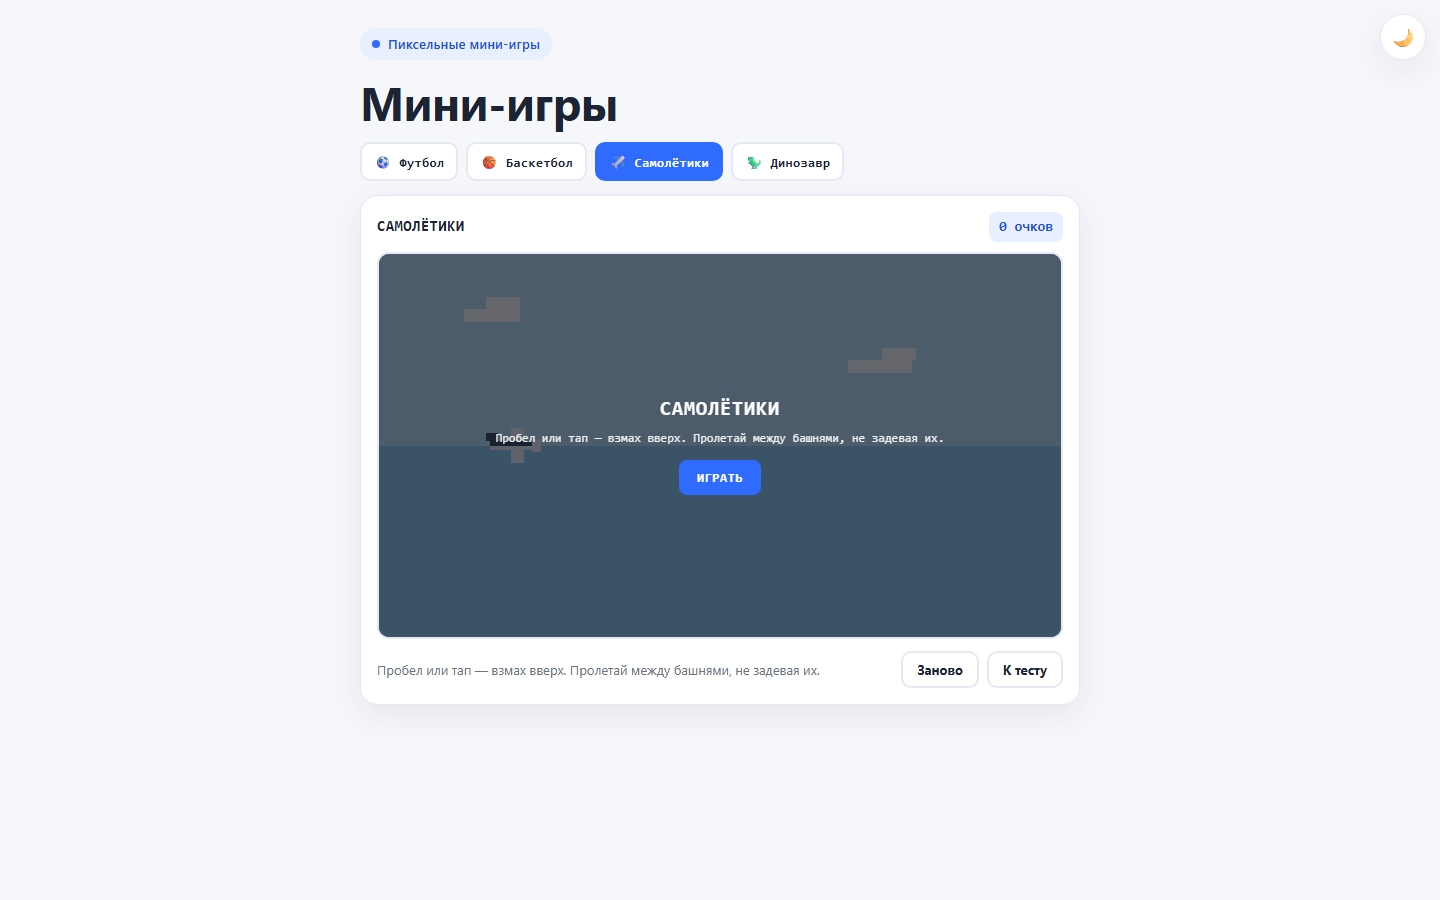 Пиксельные мини-игры
Мини-игры
Футбол
Баскетбол
Самолётики
Динозавр
САМОЛЁТИКИ
0 очков
САМОЛЁТИКИ
Пробел или тап — взмах вверх. Пролетай между башнями, не задевая их.
ИГРАТЬ
Пробел или тап — взмах вверх. Пролетай между башнями, не задевая их.
Заново
К тесту